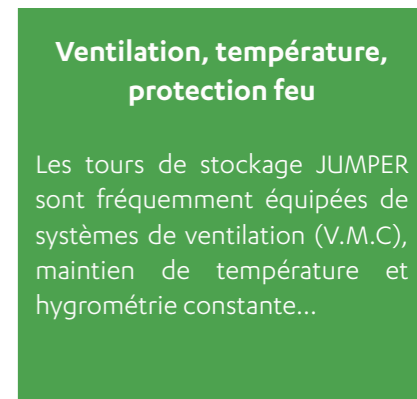 Ventilation, température,
protection feu
Les tours de stockage JUMPER
sont fréquemment équipées de
systèmes de ventilation (V.M.C),
maintien de température et
hygrométrie constante...